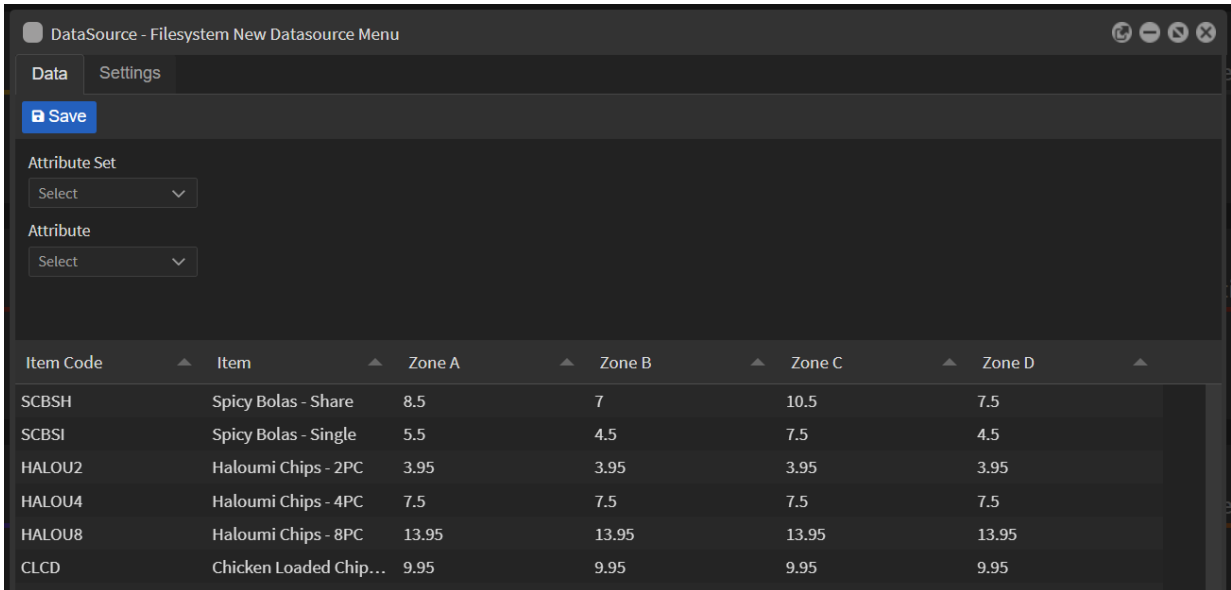 DataSource - Filesystem New Datasource Menu
Data Settings
Save
Attribute Set
Select
Attribute
Select
Item Code Item Zone A Zone B Zone C Zone D
SCBSH Spicy Bolas - Share 8.5 7 10.5 7.5
SCBSI Spicy Bolas - Single 5.5 4.5 7.5 4.5
HALOU2 Haloumi Chips - 2PC 3.95 3.95 3.95 3.95
HALOU4 Haloumi Chips - 4PC 7.5 7.5 7.5 7.5
HALOU8 Haloumi Chips - 8PC 13.95 13.95 13.95 13.95
CLCD Chicken Loaded Chip... 9.95 9.95 9.95 9.95